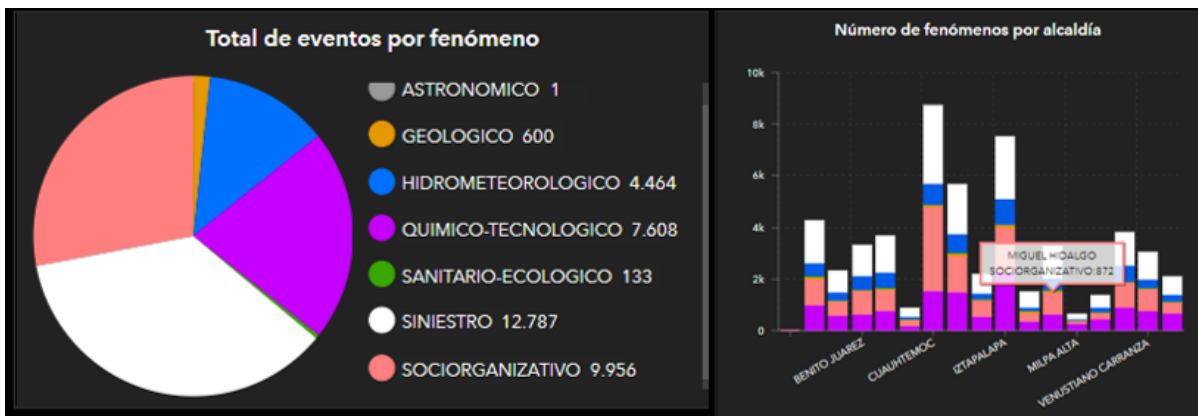 Total de eventos por fenómeno
ASTRONOMICO 1
GEOLOGICO 600
HIDROMETEOROLOGICO 4.464
QUIMICO-TECNOLOGICO 7.608
SANITARIO-ECOLOGICO 133
SINIESTRO 12.787
SOCIORGANIZATIVO 9.956
Número de fenómenos por alcaldía
10k
8k
6k
4k
2k
0
MIGUEL HIDALGO
SOCIORGANIZATIVO:872
BENITO JUAREZ
CUAUHTEMOC
IZTAPALAPA
MILPA ALTA
VENUSTIANO CARRANZA